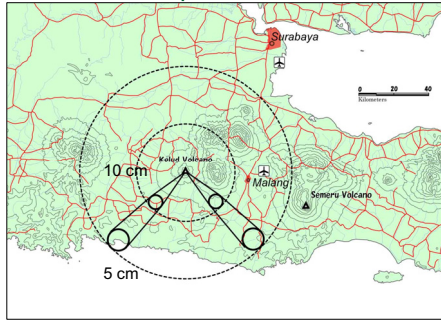 Surabaya
0 20 40
Kilometers
Kelud Volcano
10 cm
Malang
Semeru Volcano
5 cm